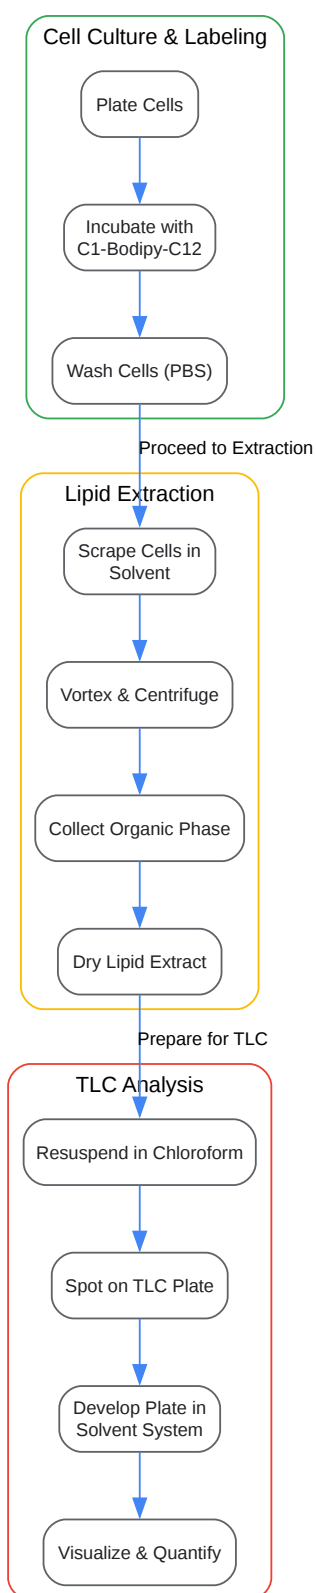 Cell Culture & Labeling
Plate Cells
Incubate with
C1-Bodipy-C12
Wash Cells (PBS)
Proceed to Extraction
Lipid Extraction
Scrape Cells in
Solvent
Vortex & Centrifuge
Collect Organic Phase
Dry Lipid Extract
Prepare for TLC
TLC Analysis
Resuspend in Chloroform
Spot on TLC Plate
Develop Plate in
Solvent System
Visualize & Quantify